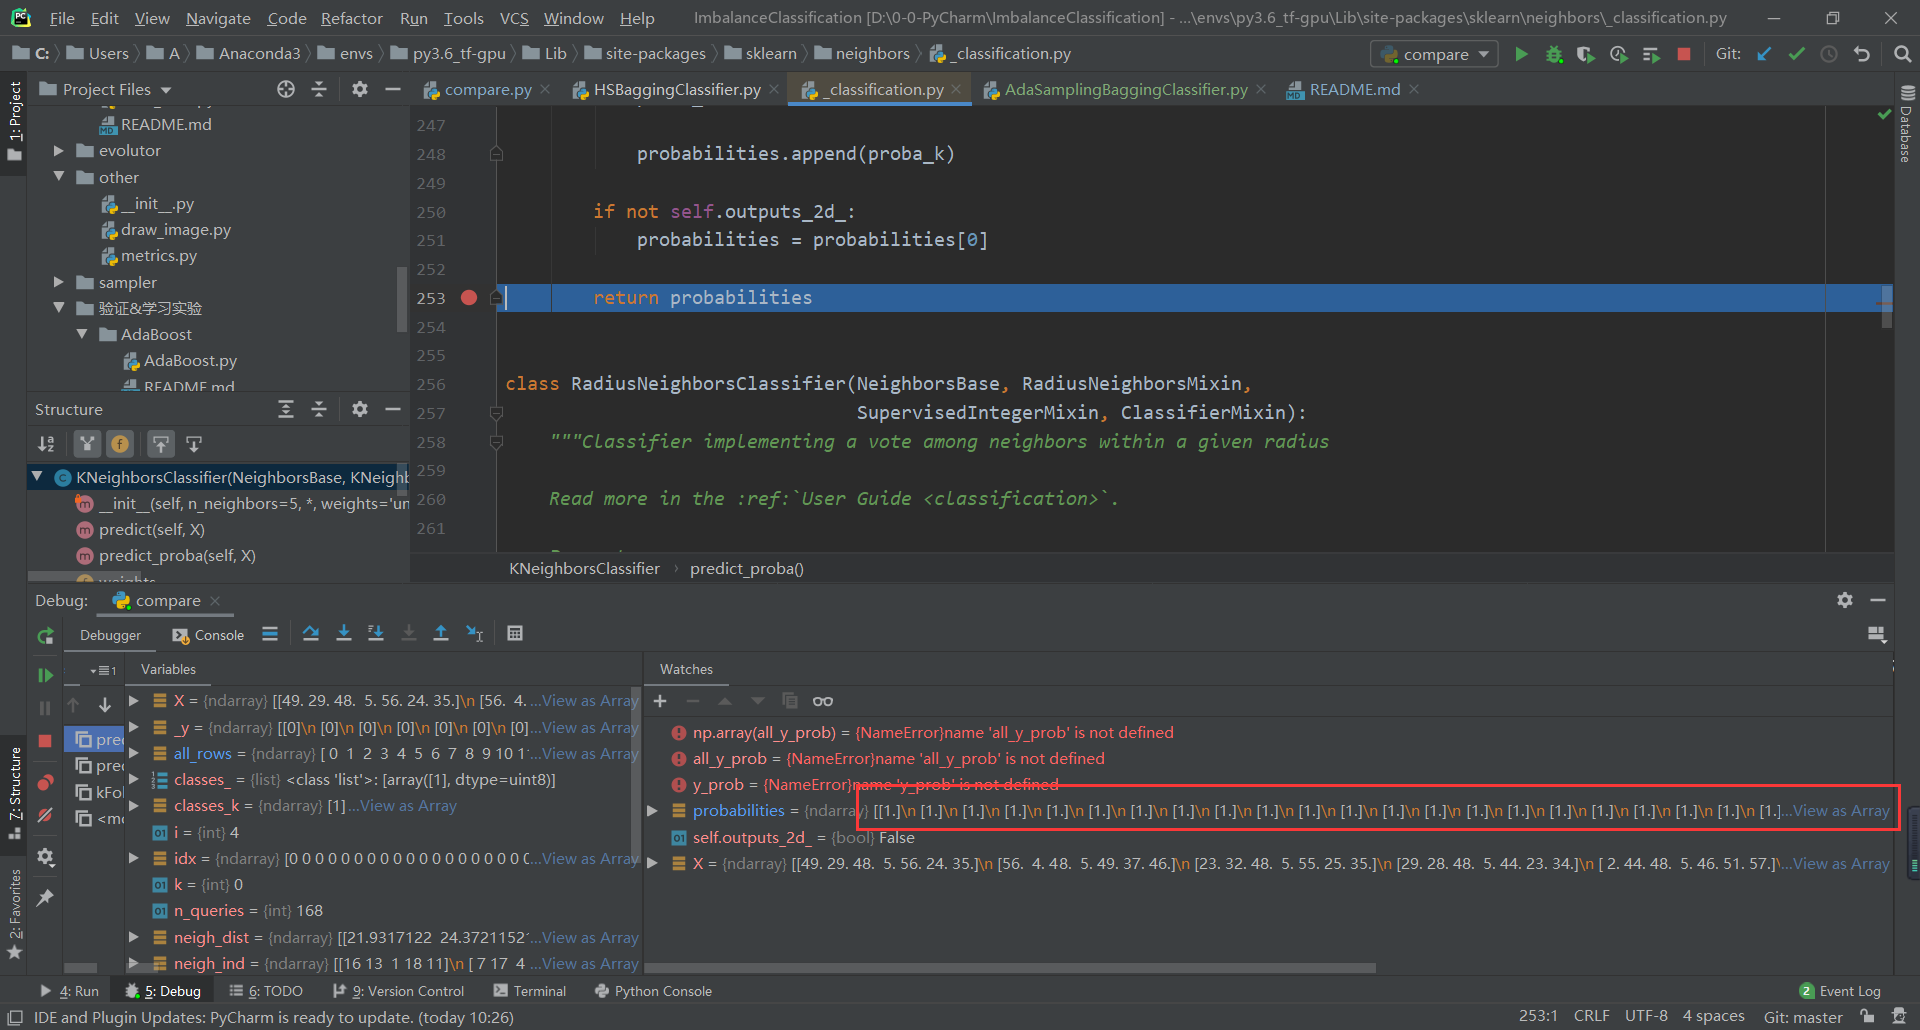 File Edit View Navigate Code Refactor Run Tools VCS Window Help ImbalanceClassification [D:\0-0-PyCharm\ImbalanceClassification] - ...\envs\py3.6_tf-gpu\Lib\site-packages\sklearn\neighbors\_classification.py
C: Users A Anaconda3 envs py3.6_tf-gpu Lib site-packages sklearn neighbors _classification.py compare Git:
Project Files compare.py HSBaggingClassifier.py _classification.py AdaSamplingBaggingClassifier.py README.md
1: Project
Database
README.md
evolutor
other
__init__.py
draw_image.py
metrics.py
sampler
验证&学习实验
AdaBoost
AdaBoost.py
README.md
247
248 probabilities.append(proba_k)
249
250 if not self.outputs_2d_:
251 probabilities = probabilities[0]
252
253 return probabilities
254
255
256 class RadiusNeighborsClassifier(NeighborsBase, RadiusNeighborsMixin,
257 SupervisedIntegerMixin, ClassifierMixin):
258 """Classifier implementing a vote among neighbors within a given radius
259
260 Read more in the :ref:`User Guide <classification>`.
261
KNeighborsClassifier › predict_proba()
Structure
KNeighborsClassifier(NeighborsBase, KNeighb
__init__(self, n_neighbors=5, *, weights='un
predict(self, X)
predict_proba(self, X)
weights
Debug: compare
Debugger Console
7: Structure
2: Favorites
1
pre
pre
kFol
<mo
Variables
X = {ndarray} [[49. 29. 48. 5. 56. 24. 35.]\n [56. 4. ...View as Array
_y = {ndarray} [[0]\n [0]\n [0]\n [0]\n [0]\n [0]\n [0] ...View as Array
all_rows = {ndarray} [ 0 1 2 3 4 5 6 7 8 9 10 1 ...View as Array
classes_ = {list} <class 'list'>: [array([1], dtype=uint8)]
classes_k = {ndarray} [1] ...View as Array
i = {int} 4
idx = {ndarray} [0 0 0 0 0 0 0 0 0 0 0 0 0 0 0 0 0 0 0 ...View as Array
k = {int} 0
n_queries = {int} 168
neigh_dist = {ndarray} [[21.9317122 24.3721152 ...View as Array
neigh_ind = {ndarray} [[16 13 1 18 11]\n [ 7 17 4 ...View as Array
Watches
np.array(all_y_prob) = {NameError}name 'all_y_prob' is not defined
all_y_prob = {NameError}name 'all_y_prob' is not defined
y_prob = {NameError}name 'y_prob' is not defined
probabilities = {ndarray} [[1.]\n [1.]\n [1.]\n [1.]\n [1.]\n [1.]\n [1.]\n [1.]\n [1.]\n [1.]\n [1.]\n [1.]\n [1.]\n [1.]\n [1.]\n [1.]\n [1.]\n [1.]\n [1.]\n [1.]\n [1.]\n [1.] ...View as Array
self.outputs_2d_ = {bool} False
X = {ndarray} [[49. 29. 48. 5. 56. 24. 35.]\n [56. 4. 48. 5. 49. 37. 46.]\n [23. 32. 48. 5. 55. 25. 35.]\n [29. 28. 48. 5. 44. 23. 34.]\n [ 2. 44. 48. 5. 46. 51. 57.]\ ...View as Array
4: Run 5: Debug 6: TODO 9: Version Control Terminal Python Console 2 Event Log
IDE and Plugin Updates: PyCharm is ready to update. (today 10:26) 253:1 CRLF UTF-8 4 spaces Git: master